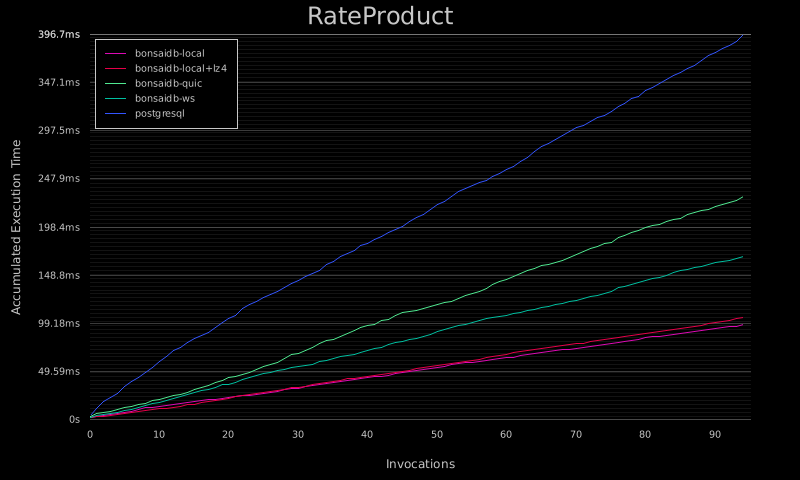 RateProduct
396.7ms
347.1ms
297.5ms
247.9ms
198.4ms
148.8ms
99.18ms
49.59ms
0s
Accumulated Execution Time
bonsaidb-local
bonsaidb-local+lz4
bonsaidb-quic
bonsaidb-ws
postgresql
0 10 20 30 40 50 60 70 80 90
Invocations